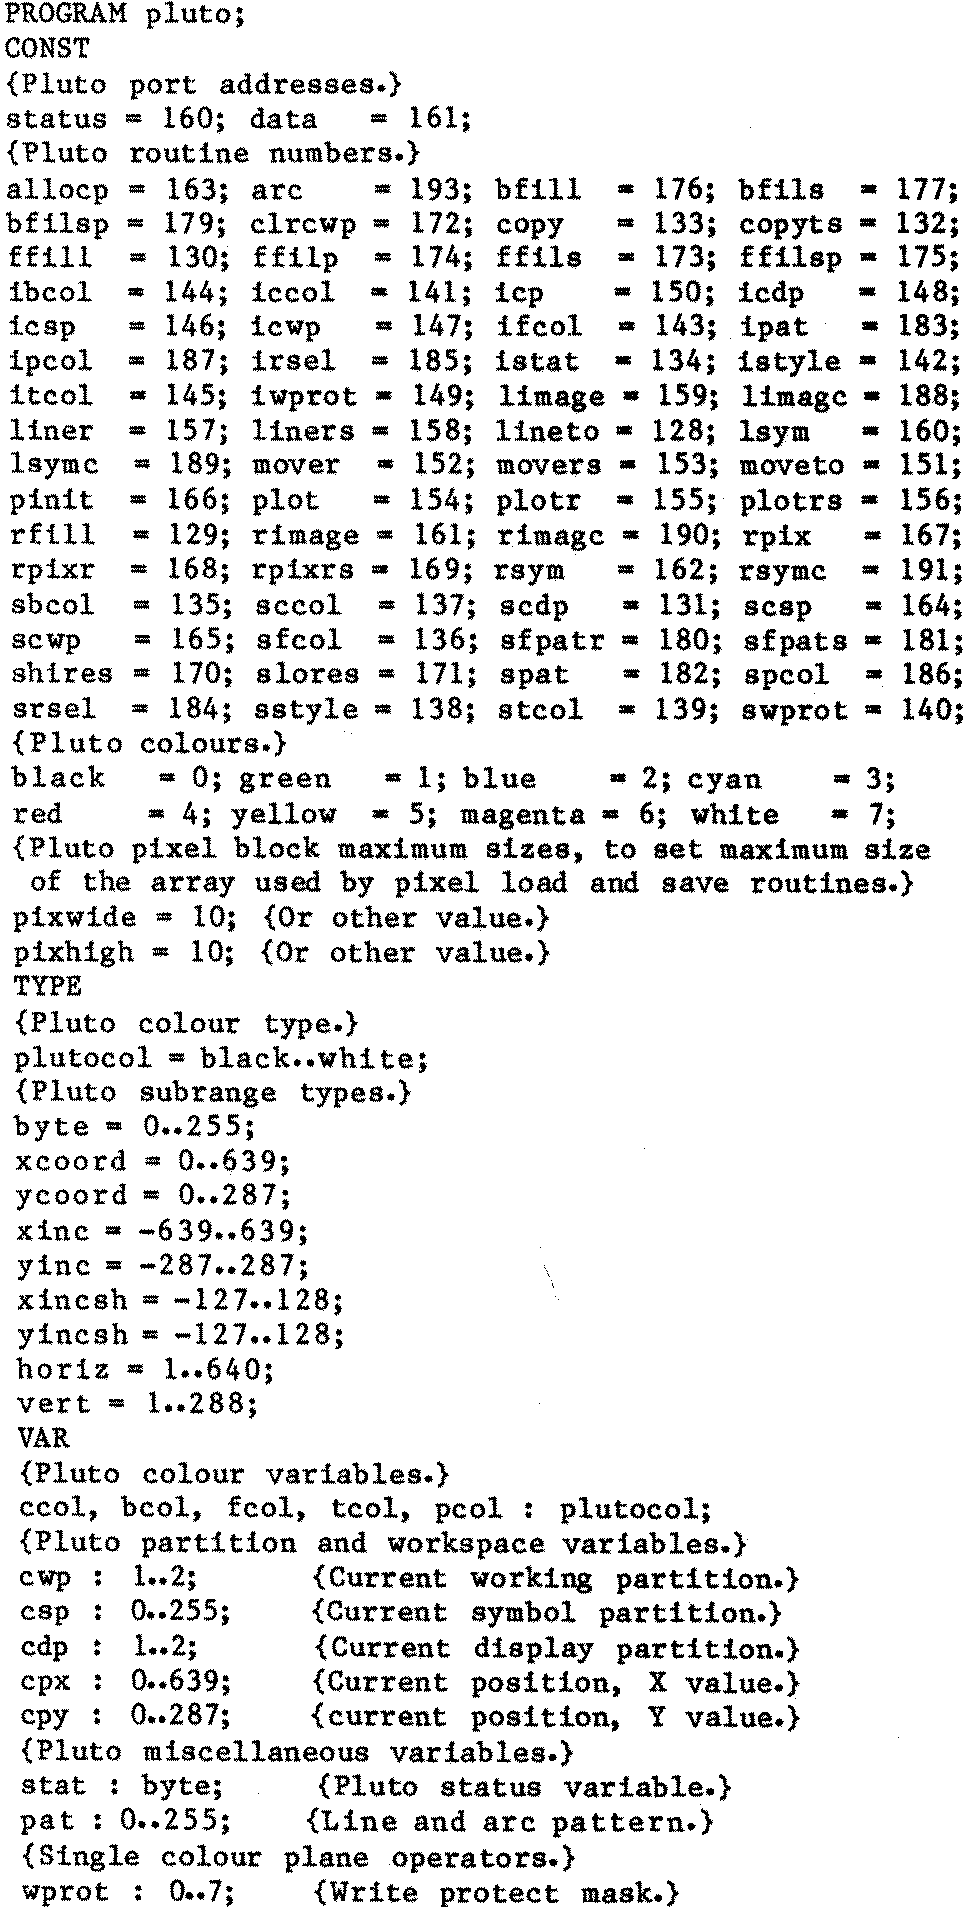 PROGRAM pluto;
CONST
{Pluto port addresses.}
status = 160; data   = 161;
{Pluto routine numbers.}
allocp = 163; arc    = 193; bfill  = 176; bfils  = 177;
bfilsp = 179; clrcwp = 172; copy   = 133; copyts = 132;
ffill  = 130; ffilp  = 174; ffils  = 173; ffilsp = 175;
ibcol  = 144; iccol  = 141; icp    = 150; icdp   = 148;
icsp   = 146; icwp   = 147; ifcol  = 143; ipat   = 183;
ipcol  = 187; irsel  = 185; istat  = 134; istyle = 142;
itcol  = 145; iwprot = 149; limage = 159; limagc = 188;
liner  = 157; liners = 158; lineto = 128; lsym   = 160;
lsymc  = 189; mover  = 152; movers = 153; moveto = 151;
pinit  = 166; plot   = 154; plotr  = 155; plotrs = 156;
rfill  = 129; rimage = 161; rimagc = 190; rpix   = 167;
rpixr  = 168; rpixrs = 169; rsym   = 162; rsymc  = 191;
sbcol  = 135; sccol  = 137; scdp   = 131; scsp   = 164;
scwp   = 165; sfcol  = 136; sfpatr = 180; sfpats = 181;
shires = 170; slores = 171; spat   = 182; spcol  = 186;
srsel  = 184; sstyle = 138; stcol  = 139; swprot = 140;
{Pluto colours.}
black   = 0; green   = 1; blue    = 2; cyan    = 3;
red     = 4; yellow  = 5; magenta = 6; white   = 7;
{Pluto pixel block maximum sizes, to set maximum size
 of the array used by pixel load and save routines.}
pixwide = 10; {Or other value.}
pixhigh = 10; {Or other value.}
TYPE
{Pluto colour type.}
plutocol = black..white;
{Pluto subrange types.}
byte = 0..255;
xcoord = 0..639;
ycoord = 0..287;
xinc = -639..639;
yinc = -287..287;
xincsh = -127..128;
yincsh = -127..128;
horiz = 1..640;
vert = 1..288;
VAR
{Pluto colour variables.}
ccol, bcol, fcol, tcol, pcol : plutocol;
{Pluto partition and workspace variables.}
cwp : 1..2;       {Current working partition.}
csp : 0..255;     {Current symbol partition.}
cdp : 1..2;       {Current display partition.}
cpx : 0..639;     {Current position, X value.}
cpy : 0..287;     {current position, Y value.}
{Pluto miscellaneous variables.}
stat : byte;      {Pluto status variable.}
pat : 0..255;     {Line and arc pattern.}
{Single colour plane operators.}
wprot : 0..7;     {Write protect mask.}